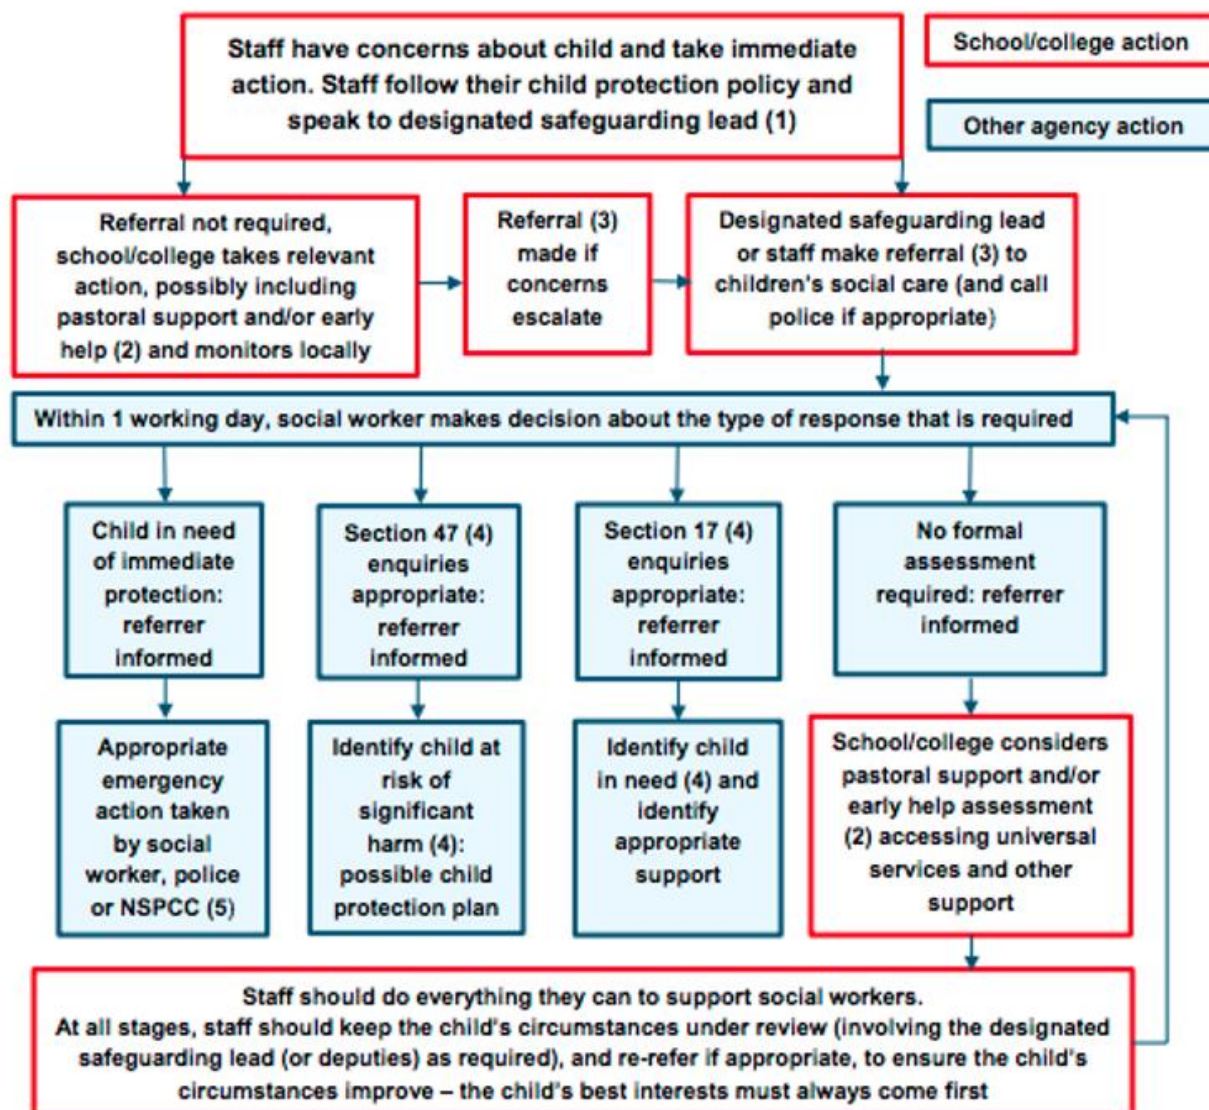 Staff have concerns about child and take immediate
action. Staff follow their child protection policy and
speak to designated safeguarding lead (1)
School/college action
Other agency action
Referral not required,
school/college takes relevant
action, possibly including
pastoral support and/or early
help (2) and monitors locally
Referral (3)
made if
concerns
escalate
Designated safeguarding lead
or staff make referral (3) to
children's social care (and call
police if appropriate)
Within 1 working day, social worker makes decision about the type of response that is required
Child in need
of immediate
protection:
referrer
informed
Section 47 (4)
enquiries
appropriate:
referrer
informed
Section 17 (4)
enquiries
appropriate:
referrer
informed
No formal
assessment
required: referrer
informed
Appropriate
emergency
action taken
by social
worker, police
or NSPCC (5)
Identify child at
risk of
significant
harm (4):
possible child
protection plan
Identify child
in need (4) and
identify
appropriate
support
School/college considers
pastoral support and/or
early help assessment
(2) accessing universal
services and other
support
Staff should do everything they can to support social workers.
At all stages, staff should keep the child's circumstances under review (involving the designated
safeguarding lead (or deputies) as required), and re-refer if appropriate, to ensure the child's
circumstances improve – the child's best interests must always come first